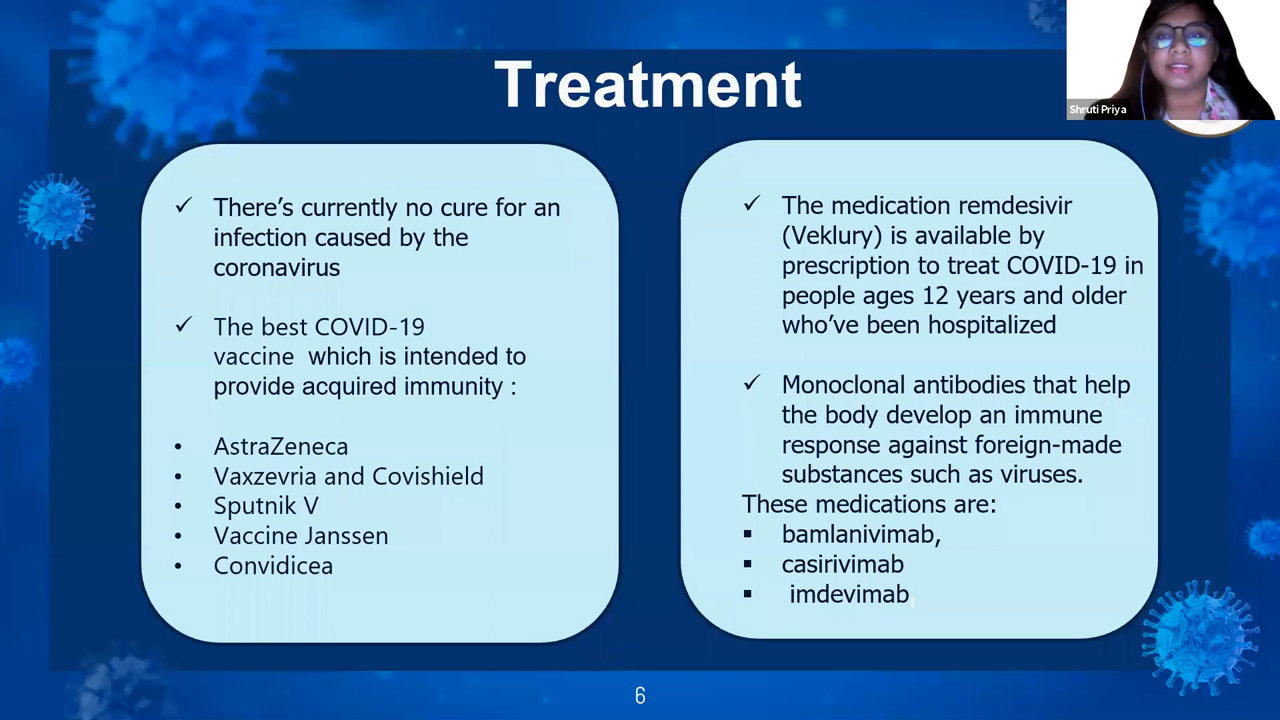 Treatment
Shruti Priya
✓ There’s currently no cure for an
infection caused by the
coronavirus
✓ The best COVID-19
vaccine which is intended to
provide acquired immunity :
• AstraZeneca
• Vaxzevria and Covishield
• Sputnik V
• Vaccine Janssen
• Convidicea
✓ The medication remdesivir
(Veklury) is available by
prescription to treat COVID-19 in
people ages 12 years and older
who’ve been hospitalized
✓ Monoclonal antibodies that help
the body develop an immune
response against foreign-made
substances such as viruses.
These medications are:
▪ bamlanivimab,
▪ casirivimab
▪ imdevimab,
6